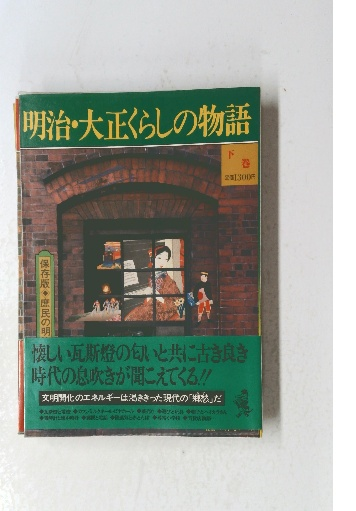 明治・大正くらしの物語
下巻
定価1300円
保存版◆庶民の明
懐しい瓦斯燈の匂いと共に古き良き
時代の息吹きが聞こえてくる!!
文明開化のエネルギーは渇ききった現代の「郷愁」だ